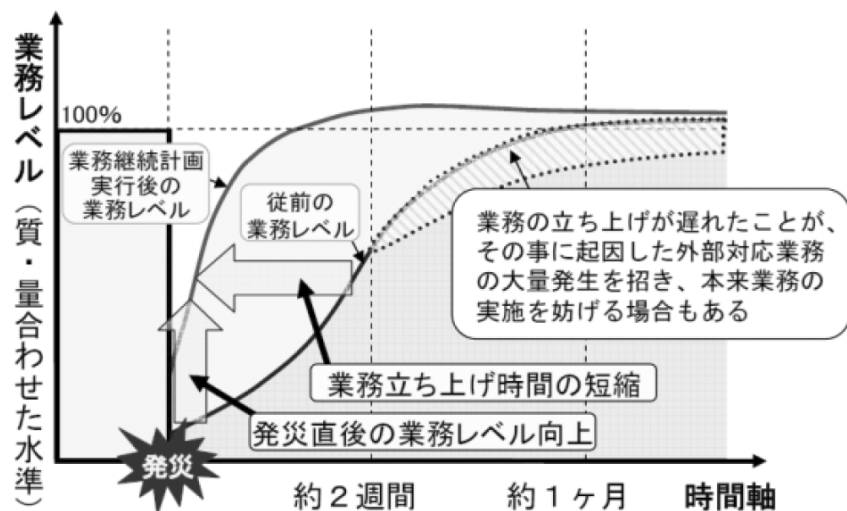 業務レベル（質・量合わせた水準）
100%
業務継続計画
実行後の
業務レベル
従前の
業務レベル
業務の立ち上げが遅れたことが、
その事に起因した外部対応業務
の大量発生を招き、本来業務の
実施を妨げる場合もある
業務立ち上げ時間の短縮
発災直後の業務レベル向上
発災
約２週間
約１ヶ月
時間軸